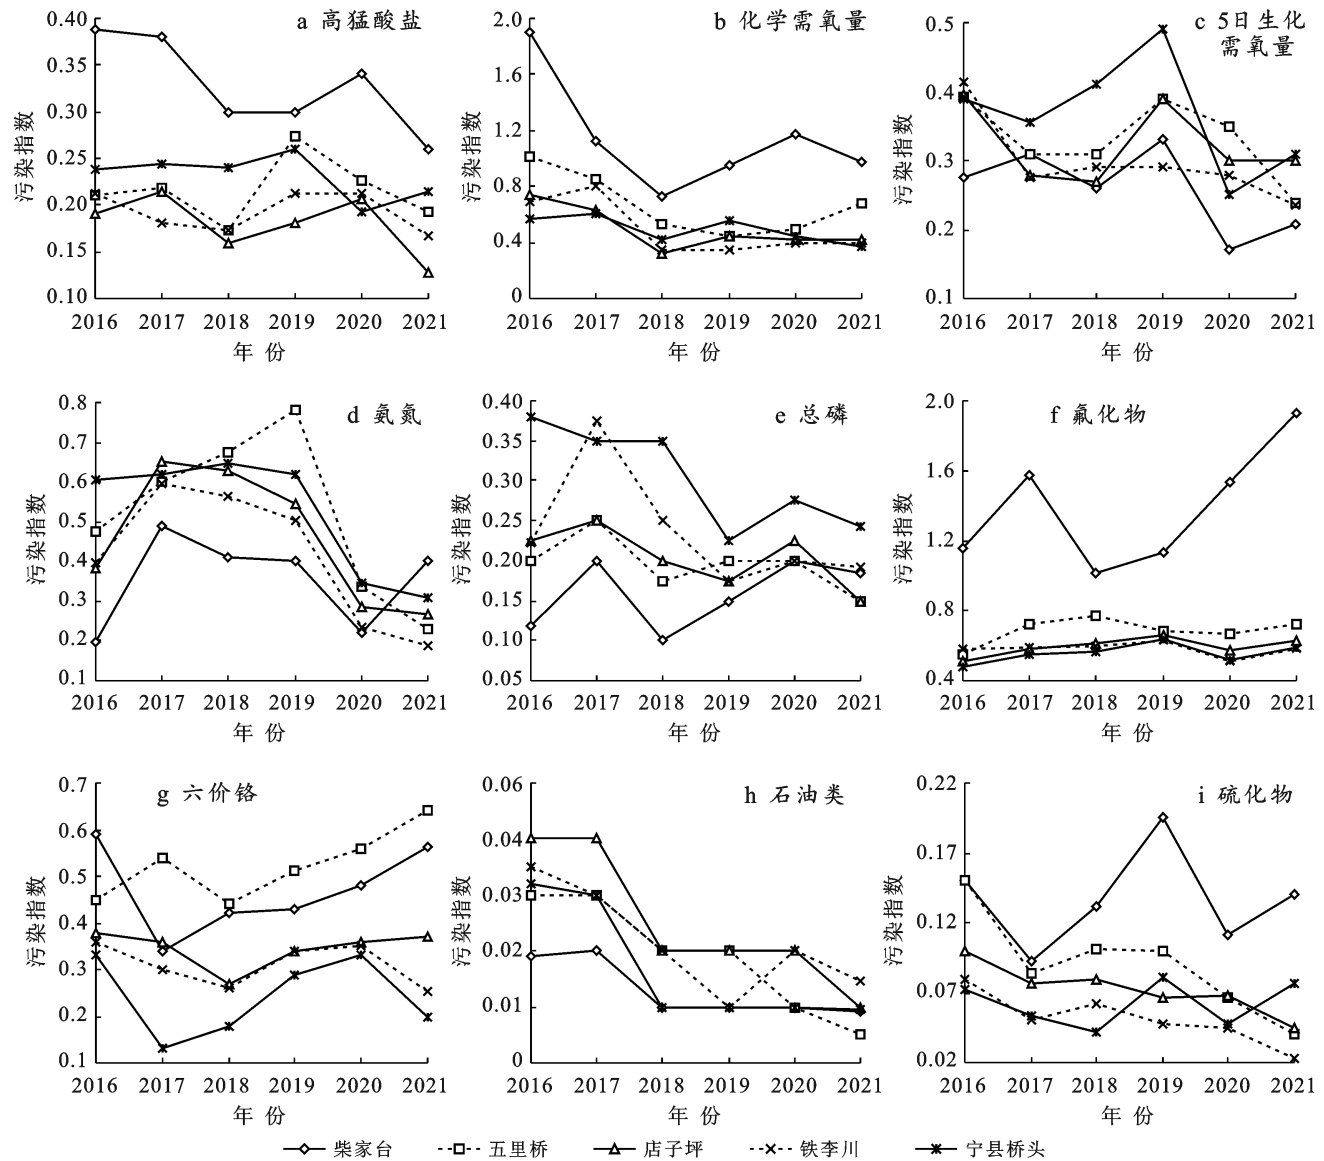 a 高猛酸盐
污染指数
0.40
0.35
0.30
0.25
0.20
0.15
0.10
2016 2017 2018 2019 2020 2021
年 份
b 化学需氧量
污染指数
2.0
1.6
1.2
0.8
0.4
0
2016 2017 2018 2019 2020 2021
年 份
c 5日生化
需氧量
污染指数
0.5
0.4
0.3
0.2
0.1
2016 2017 2018 2019 2020 2021
年 份
d 氨氮
污染指数
0.8
0.7
0.6
0.5
0.4
0.3
0.2
0.1
2016 2017 2018 2019 2020 2021
年 份
e 总磷
污染指数
0.40
0.35
0.30
0.25
0.20
0.15
0.10
0.05
2016 2017 2018 2019 2020 2021
年 份
f 氟化物
污染指数
2.0
1.6
1.2
0.8
0.4
2016 2017 2018 2019 2020 2021
年 份
g 六价铬
污染指数
0.7
0.6
0.5
0.4
0.3
0.2
0.1
2016 2017 2018 2019 2020 2021
年 份
h 石油类
污染指数
0.06
0.04
0.03
0.02
0.01
0
2016 2017 2018 2019 2020 2021
年 份
i 硫化物
污染指数
0.22
0.17
0.12
0.07
0.02
2016 2017 2018 2019 2020 2021
年 份
柴家台 五里桥 店子坪 铁李川 宁县桥头